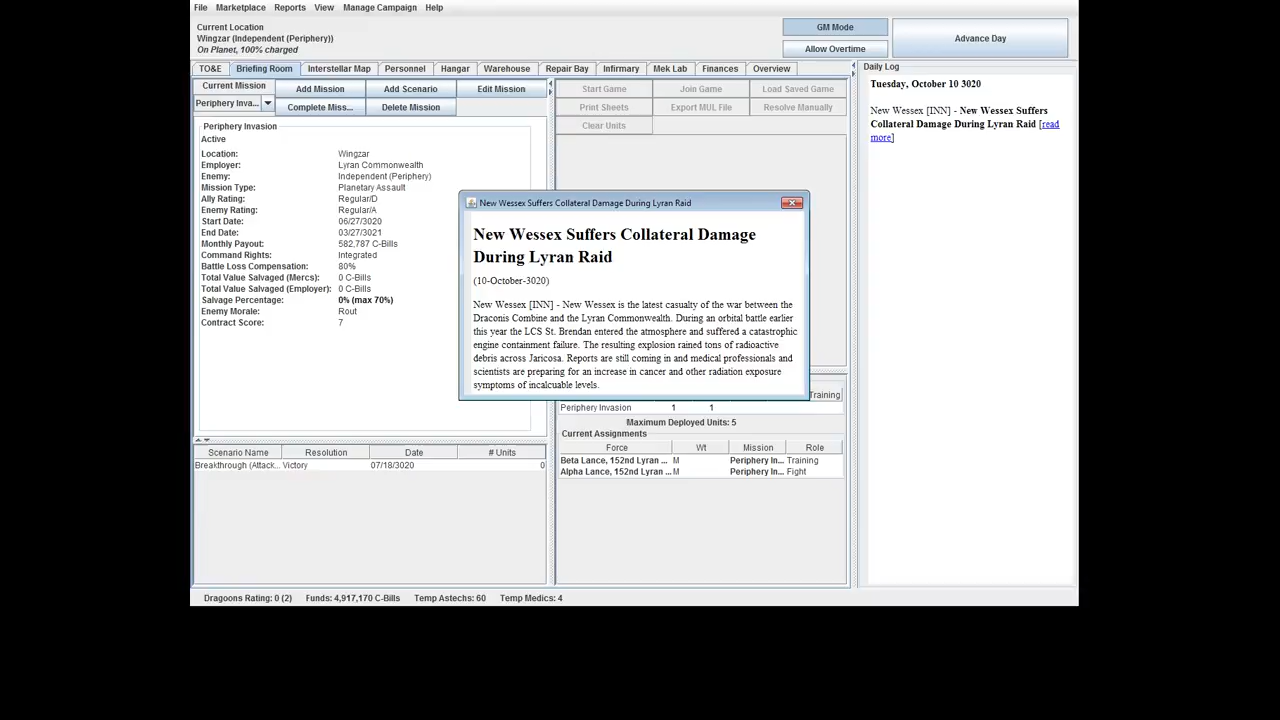 File Marketplace Reports View Manage Campaign Help
Current Location
Wingzar (Independent (Periphery))
On Planet, 100% charged
GM Mode
Allow Overtime
Advance Day
TO&E Briefing Room Interstellar Map Personnel Hangar Warehouse Repair Bay Infirmary Mek Lab Finances Overview
Current Mission
Periphery Inva...
Add Mission Add Scenario Edit Mission
Complete Miss... Delete Mission
Periphery Invasion
Active
Location: Wingzar
Employer: Lyran Commonwealth
Enemy: Independent (Periphery)
Mission Type: Planetary Assault
Ally Rating: Regular/D
Enemy Rating: Regular/A
Start Date: 06/27/3020
End Date: 03/27/3021
Monthly Payout: 582,787 C-Bills
Command Rights: Integrated
Battle Loss Compensation: 80%
Total Value Salvaged (Mercs): 0 C-Bills
Total Value Salvaged (Employer): 0 C-Bills
Salvage Percentage: 0% (max 70%)
Enemy Morale: Rout
Contract Score: 7
Scenario Name Resolution Date # Units
Breakthrough (Attack... Victory 07/18/3020 0
Start Game Join Game Load Saved Game
Print Sheets Export MUL File Resolve Manually
Clear Units
New Wessex Suffers Collateral Damage During Lyran Raid
New Wessex Suffers Collateral Damage
During Lyran Raid
(10-October-3020)
New Wessex [INN] - New Wessex is the latest casualty of the war between the
Draconis Combine and the Lyran Commonwealth. During an orbital battle earlier
this year the LCS St. Brendan entered the atmosphere and suffered a catastrophic
engine containment failure. The resulting explosion rained tons of radioactive
debris across Jaricosa. Reports are still coming in and medical professionals and
scientists are preparing for an increase in cancer and other radiation exposure
symptoms of incalcuable levels.
Training
Periphery Invasion 1 1
Maximum Deployed Units: 5
Current Assignments
Force Wt Mission Role
Beta Lance, 152nd Lyran ... M Periphery In... Training
Alpha Lance, 152nd Lyran ... M Periphery In... Fight
Daily Log
Tuesday, October 10 3020
New Wessex [INN] - New Wessex Suffers
Collateral Damage During Lyran Raid [read
more]
Dragoons Rating: 0 (2) Funds: 4,917,170 C-Bills Temp Astechs: 60 Temp Medics: 4